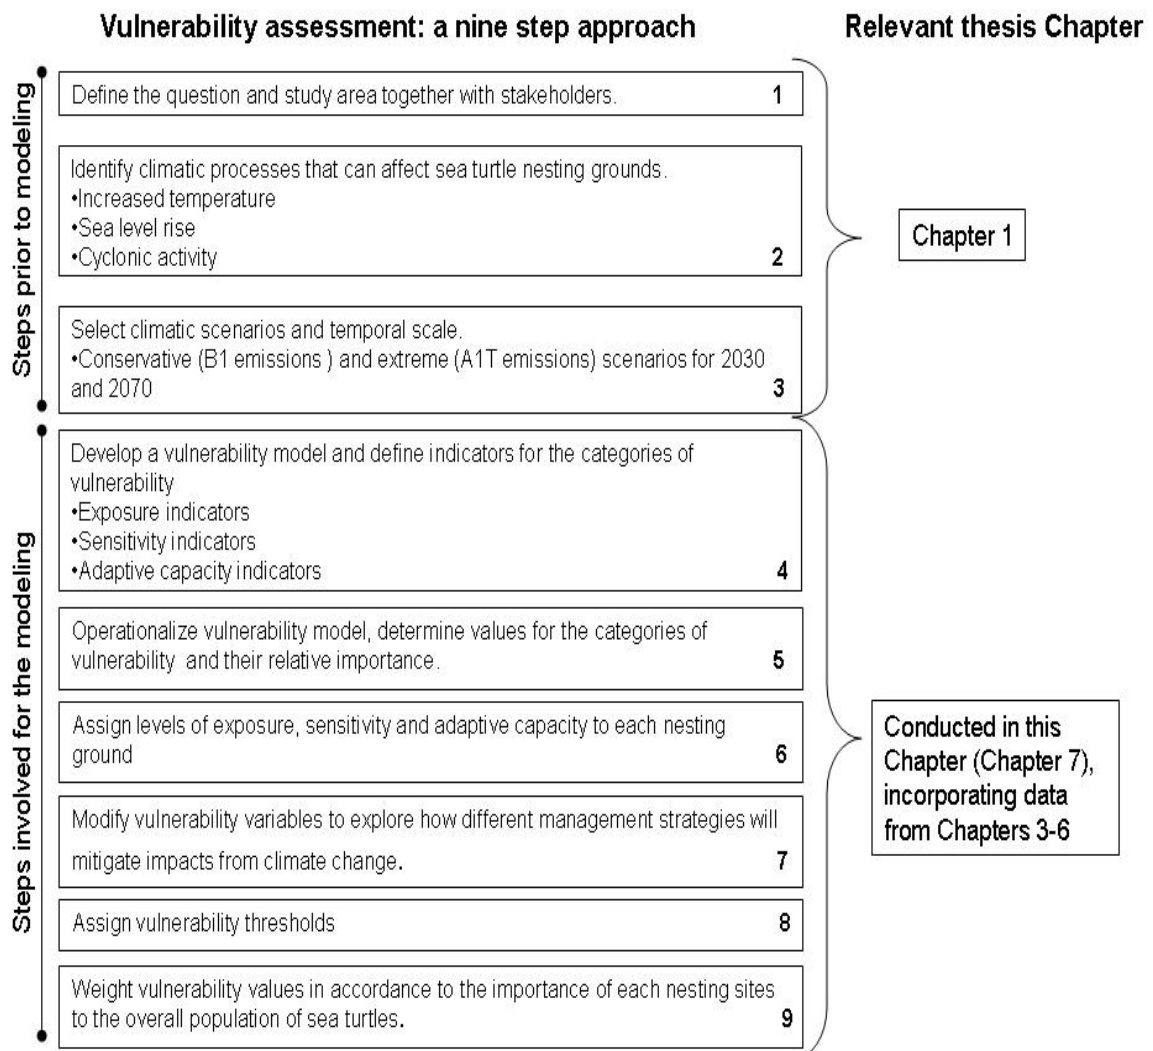 Vulnerability assessment: a nine step approach
Relevant thesis Chapter
Steps prior to modeling
Define the question and study area together with stakeholders. 1
Identify climatic processes that can affect sea turtle nesting grounds.
•Increased temperature
•Sea level rise
•Cyclonic activity 2
Select climatic scenarios and temporal scale.
•Conservative (B1 emissions ) and extreme (A1T emissions) scenarios for 2030
and 2070 3
Chapter 1
Steps involved for the modeling
Develop a vulnerability model and define indicators for the categories of
vulnerability
•Exposure indicators
•Sensitivity indicators
•Adaptive capacity indicators 4
Operationalize vulnerability model, determine values for the categories of
vulnerability and their relative importance. 5
Assign levels of exposure, sensitivity and adaptive capacity to each nesting
ground 6
Modify vulnerability variables to explore how different management strategies will
mitigate impacts from climate change. 7
Assign vulnerability thresholds 8
Weight vulnerability values in accordance to the importance of each nesting sites
to the overall population of sea turtles. 9
Conducted in this
Chapter (Chapter 7),
incorporating data
from Chapters 3-6